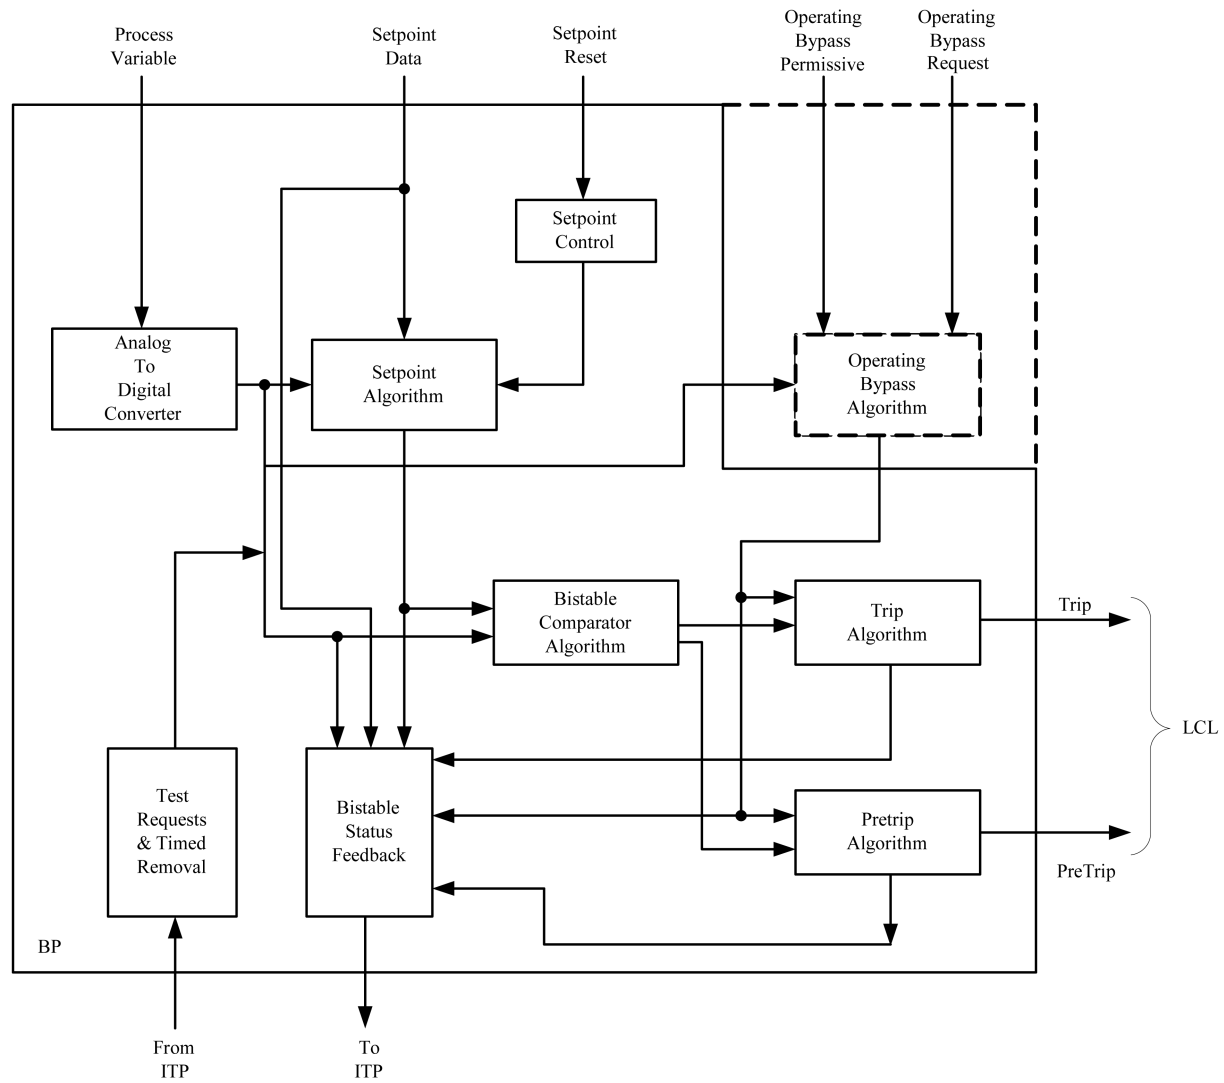 Process
Variable
Setpoint
Data
Setpoint
Reset
Operating
Bypass
Permissive
Operating
Bypass
Request
Setpoint
Control
Analog
To
Digital
Converter
Setpoint
Algorithm
Operating
Bypass
Algorithm
Bistable
Comparator
Algorithm
Trip
Algorithm
Trip
LCL
Test
Requests
& Timed
Removal
Bistable
Status
Feedback
Pretrip
Algorithm
PreTrip
BP
From
ITP
To
ITP